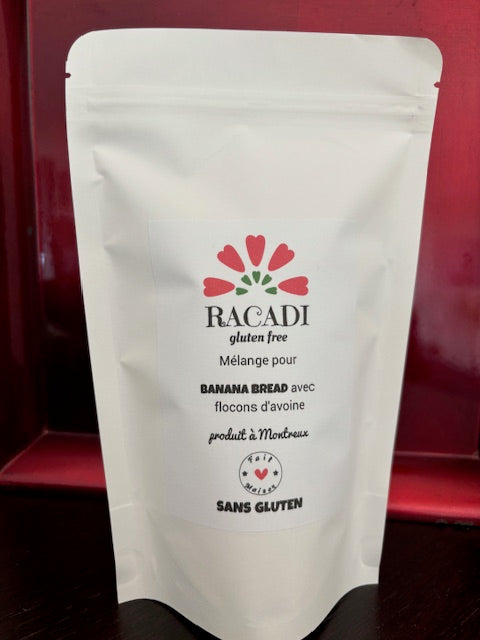 RACADI
gluten free
Mélange pour
BANANA BREAD avec
flocons d'avoine
produit à Montreux
Fait
Maison
SANS GLUTEN